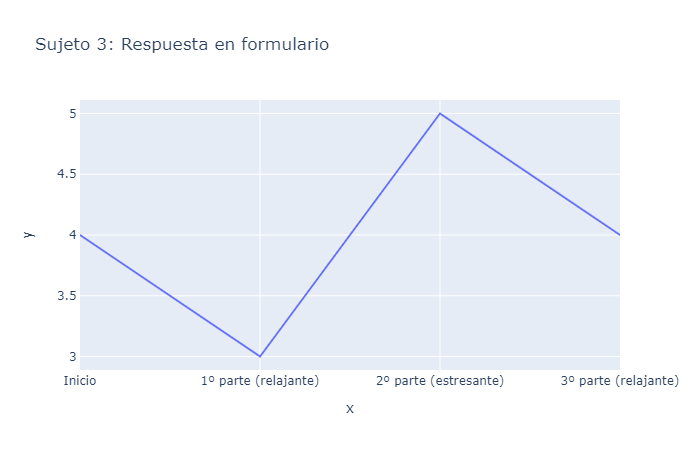 Sujeto 3: Respuesta en formulario
5
4.5
4
3.5
3
y
Inicio
1º parte (relajante)
2º parte (estresante)
3º parte (relajante)
x